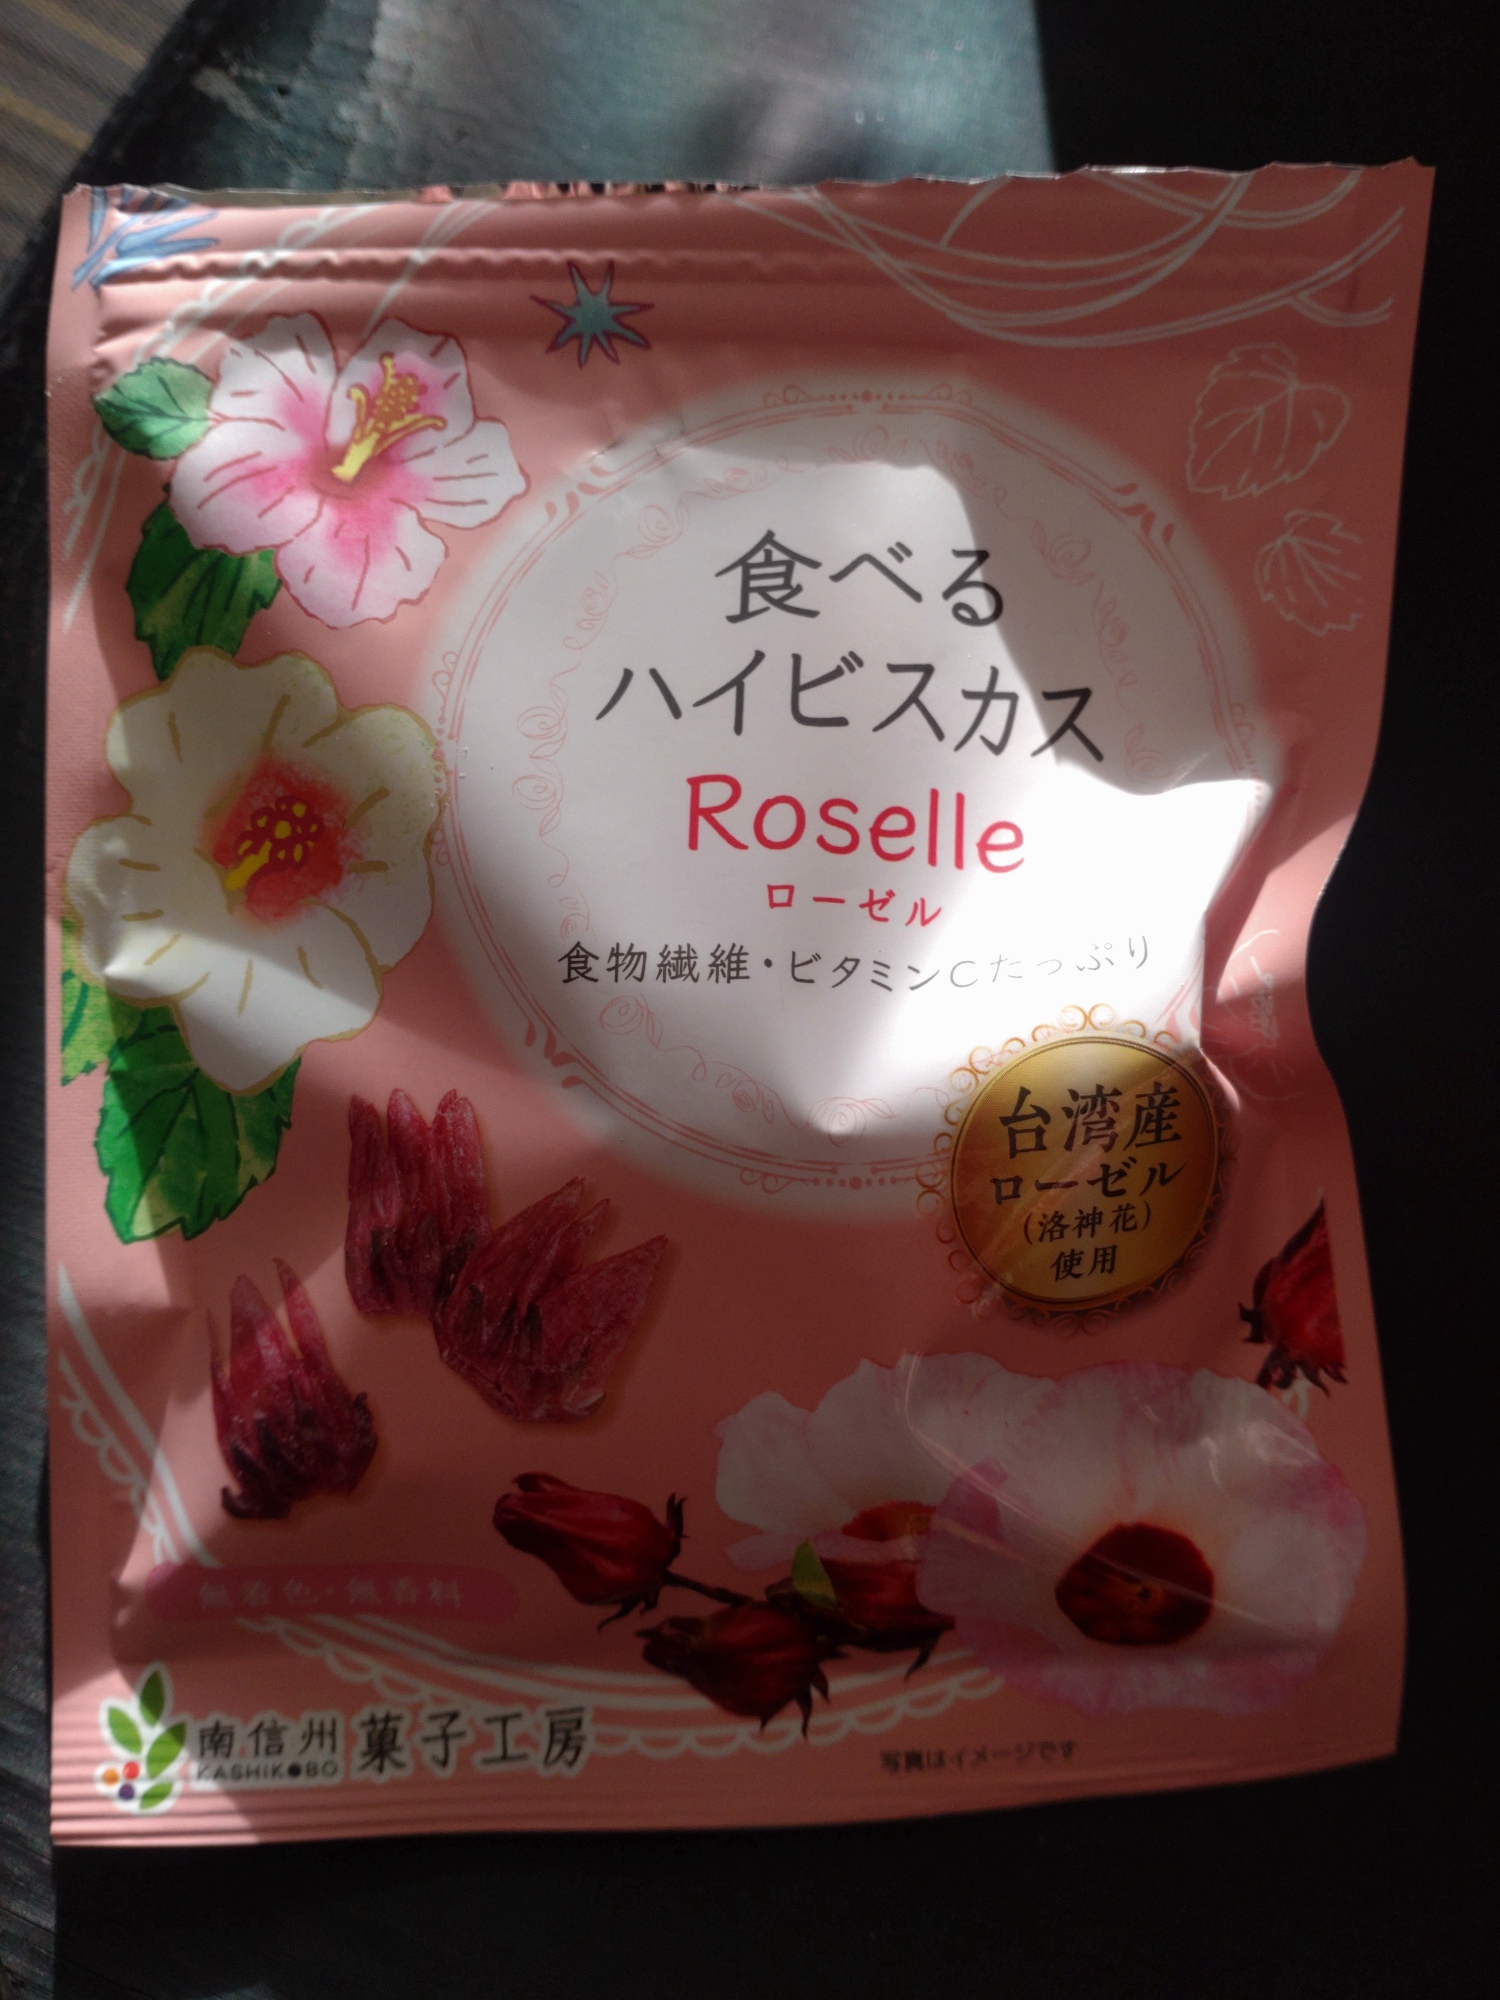 食べる
ハイビスカス
Roselle
ローゼル
食物繊維・ビタミンCたっぷり
台湾産
ローゼル
(洛神花)
使用
無着色・無香料
南信州 菓子工房
KASHIKOBO
写真はイメージです